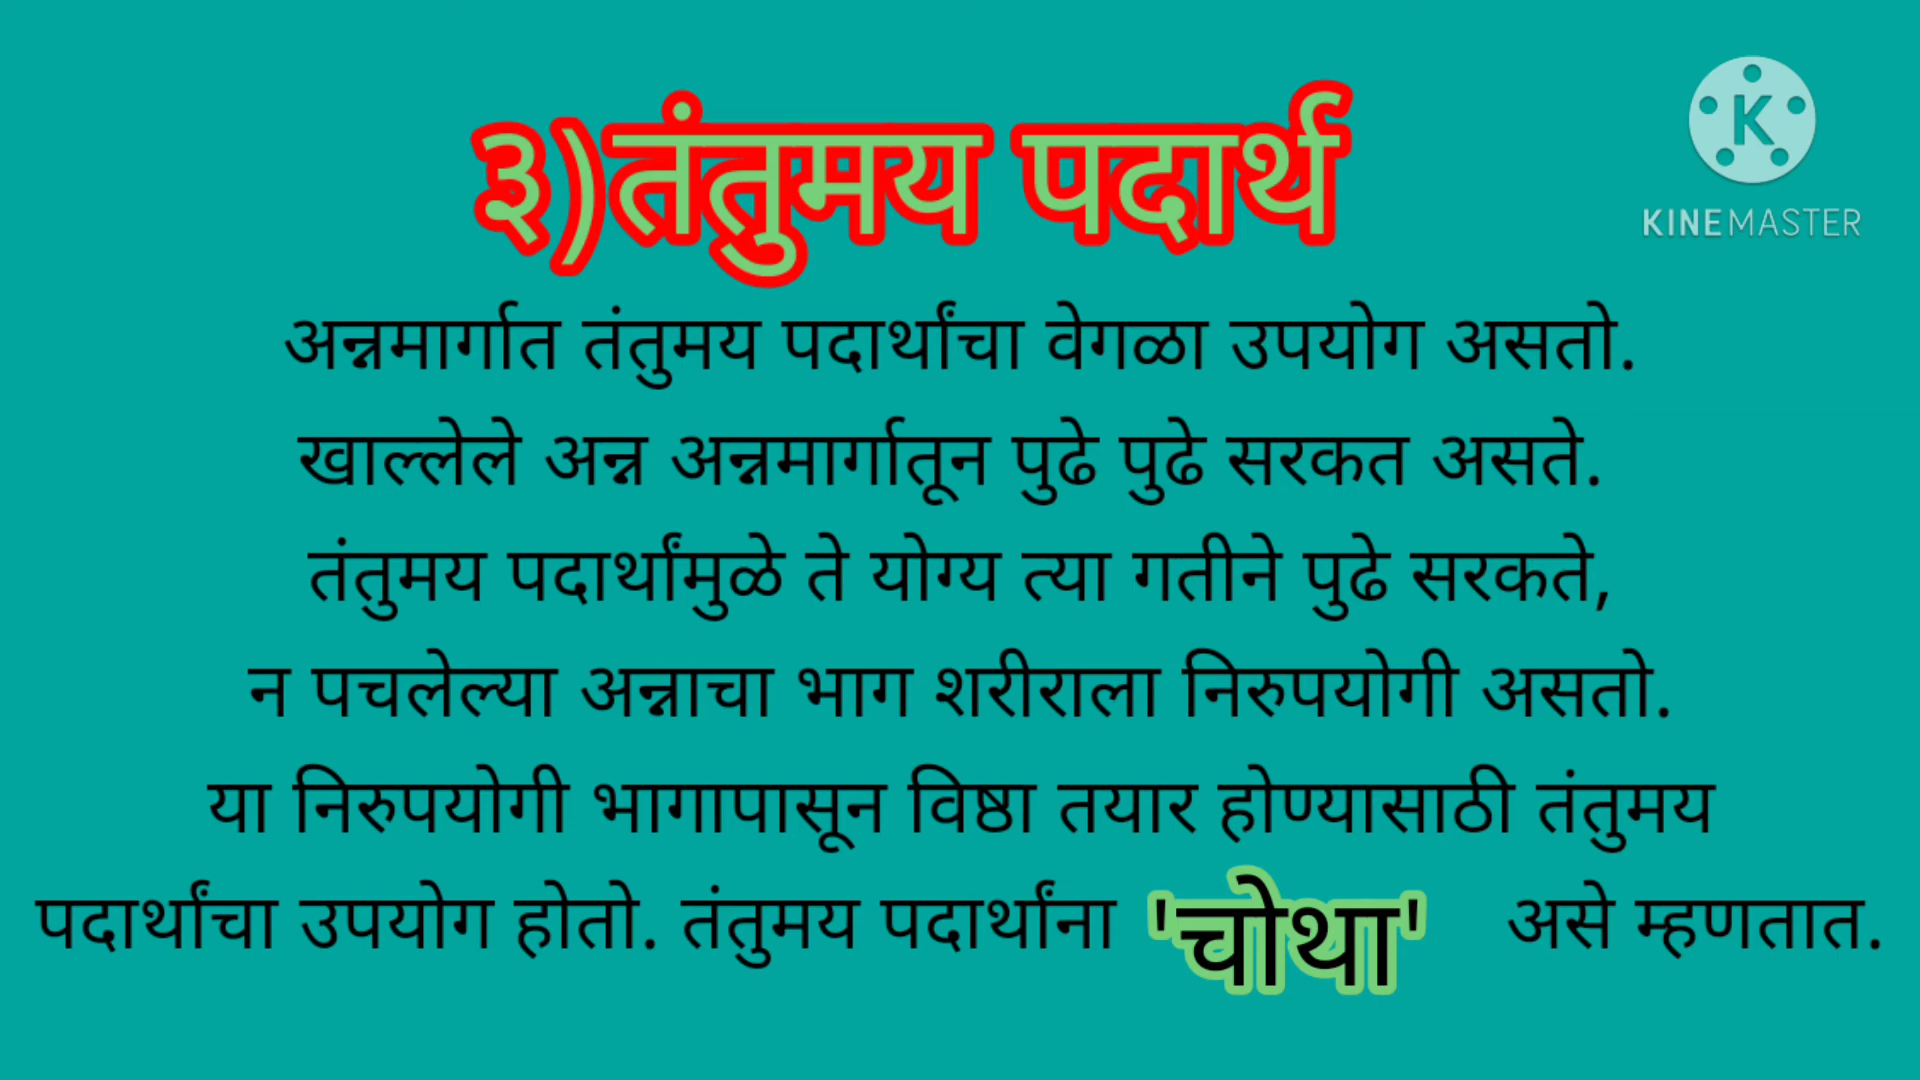 ३)तंतुमय पदार्थ
K
KINEMASTER
अन्नमार्गात तंतुमय पदार्थांचा वेगळा उपयोग असतो.
खाल्लेले अन्न अन्नमार्गातून पुढे पुढे सरकत असते.
तंतुमय पदार्थांमुळे ते योग्य त्या गतीने पुढे सरकते,
न पचलेल्या अन्नाचा भाग शरीराला निरुपयोगी असतो.
या निरुपयोगी भागापासून विष्ठा तयार होण्यासाठी तंतुमय
पदार्थांचा उपयोग होतो. तंतुमय पदार्थांना 'चोथा' असे म्हणतात.